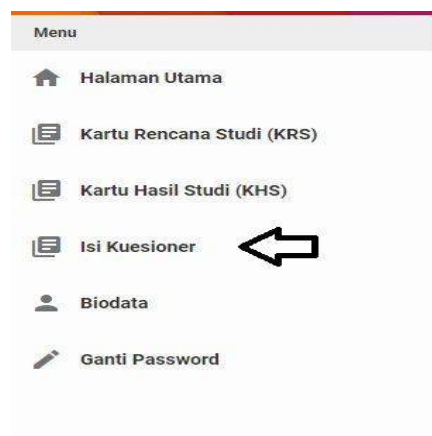 Menu
Halaman Utama
Kartu Rencana Studi (KRS)
Kartu Hasil Studi (KHS)
Isi Kuesioner
Biodata
Ganti Password